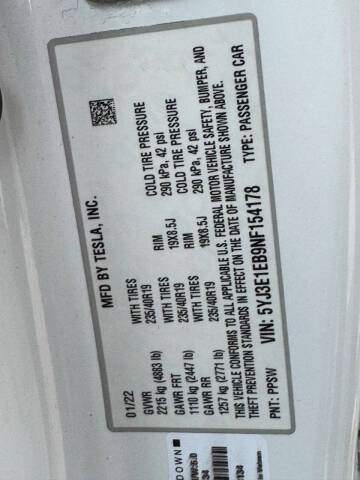 MFD BY TESLA, INC.
01/22
GVWR WITH TIRES RIM COLD TIRE PRESSURE
2215 kg (4883 lb) 235/40R19 19X8.5J 290 kPa, 42 psi
GAWR FRT WITH TIRES RIM COLD TIRE PRESSURE
1110 kg (2447 lb) 235/40R19 19X8.5J 290 kPa, 42 psi
GAWR RR
1257 kg (2771 lb)
THIS VEHICLE CONFORMS TO ALL APPLICABLE U.S. FEDERAL MOTOR VEHICLE SAFETY, BUMPER, AND
THEFT PREVENTION STANDARDS IN EFFECT ON THE DATE OF MANUFACTURE SHOWN ABOVE.
VIN: 5YJ3E1EB9NF154178
PNT: PPSW TYPE: PASSENGER CAR
DOWN